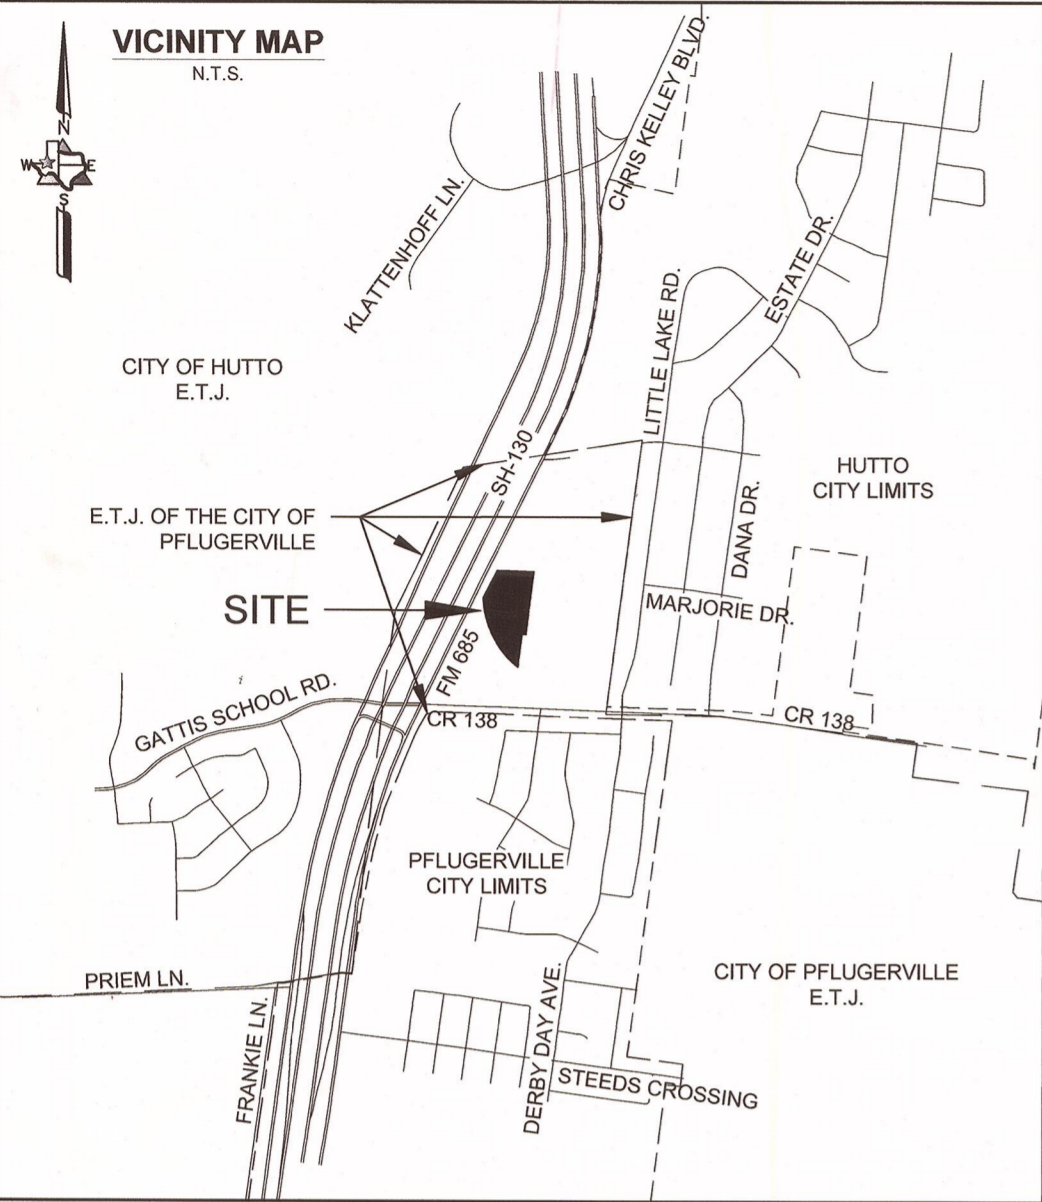 VICINITY MAP
N.T.S.
N
W
E
S
CHRIS KELLEY BLVD.
KLATTENHOFF LN.
ESTATE DR.
LITTLE LAKE RD.
CITY OF HUTTO
E.T.J.
SH-130
HUTTO
CITY LIMITS
DANA DR.
E.T.J. OF THE CITY OF
PFLUGERVILLE
SITE
MARJORIE DR.
FM 685
GATTIS SCHOOL RD.
CR 138
CR 138
PFLUGERVILLE
CITY LIMITS
PRIEM LN.
CITY OF PFLUGERVILLE
E.T.J.
FRANKIE LN.
DERBY DAY AVE.
STEEDS CROSSING